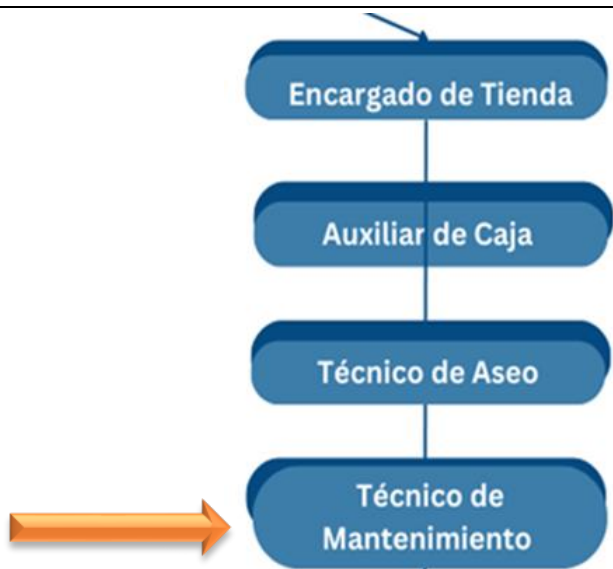 Encargado de Tienda
Auxiliar de Caja
Técnico de Aseo
Técnico de
Mantenimiento